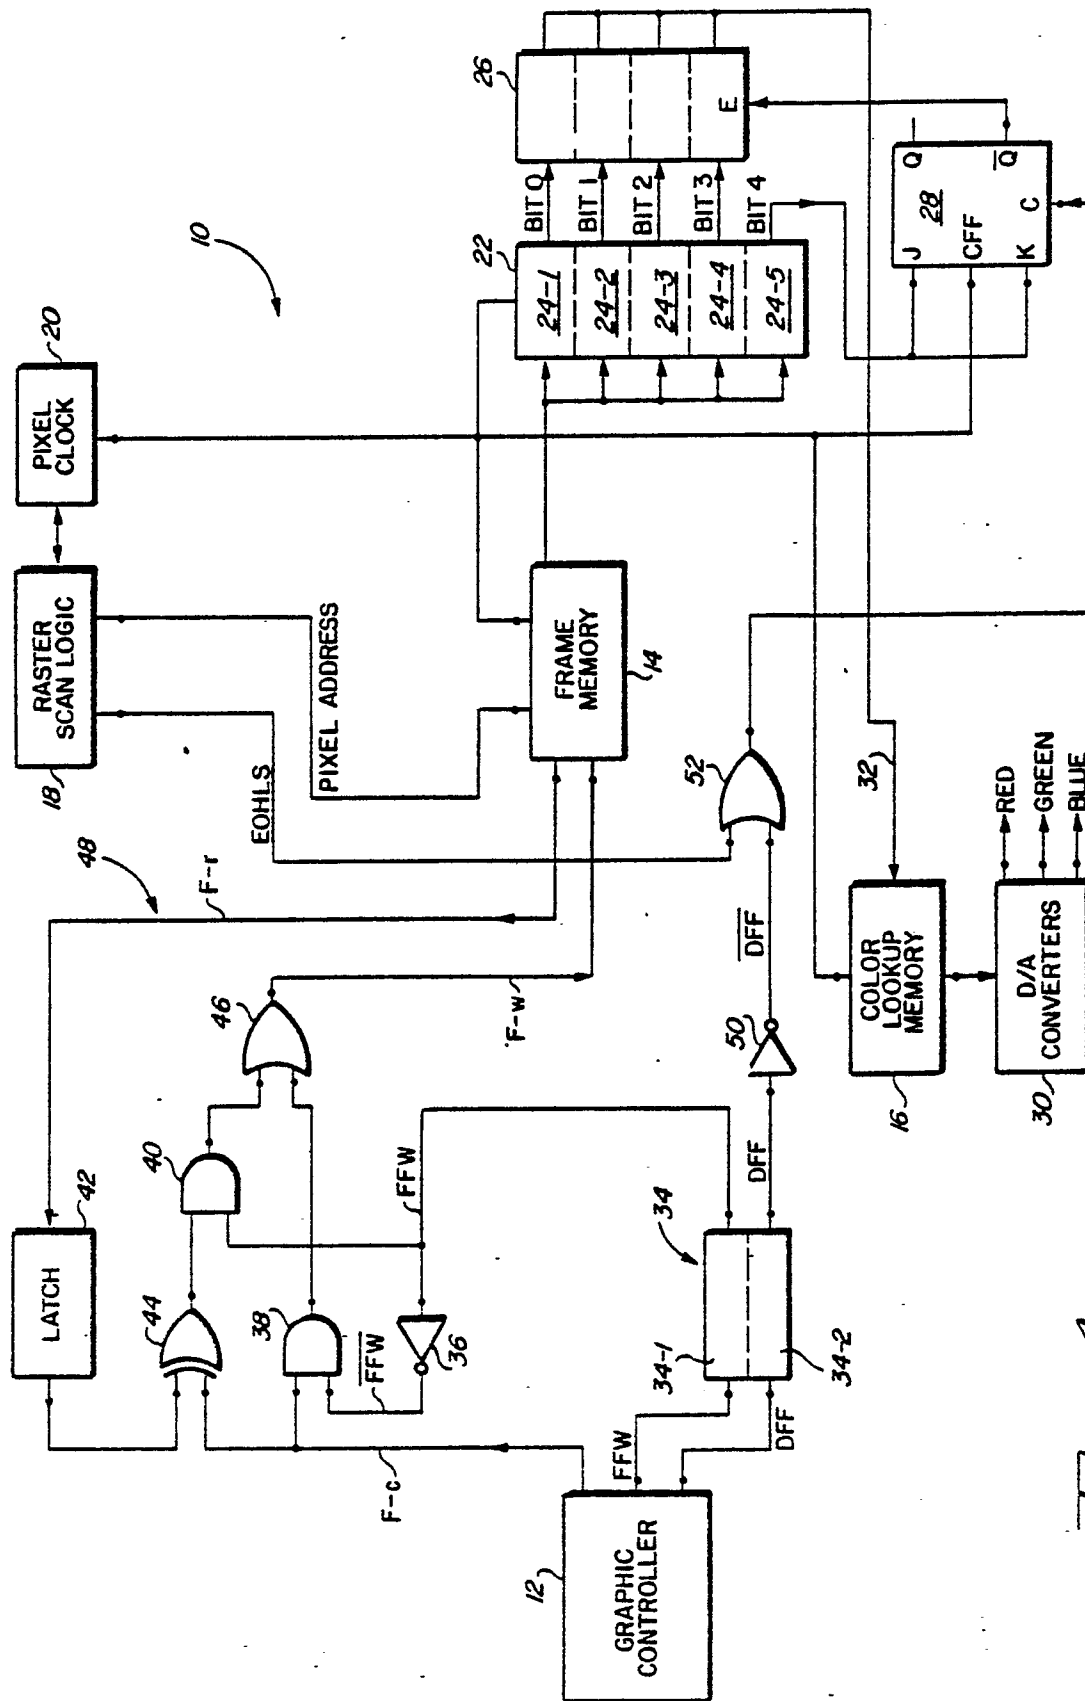 10
RASTER
SCAN LOGIC
18
PIXEL
CLOCK
20
EOHLS
PIXEL ADDRESS
48
F-r
LATCH
42
44
40
46
F-w
38
FFW
36
FFW
F-c
GRAPHIC
CONTROLLER
12
FFW
DFF
34
34-1
34-2
DFF
50
DFF
52
FRAME
MEMORY
14
22
24-1
24-2
24-3
24-4
24-5
BIT 0
BIT 1
BIT 2
BIT 3
BIT 4
26
E
J
CFF
K
28
Q
Q
C
32
COLOR
LOOKUP
MEMORY
16
D/A
CONVERTERS
30
RED
GREEN
BLUE